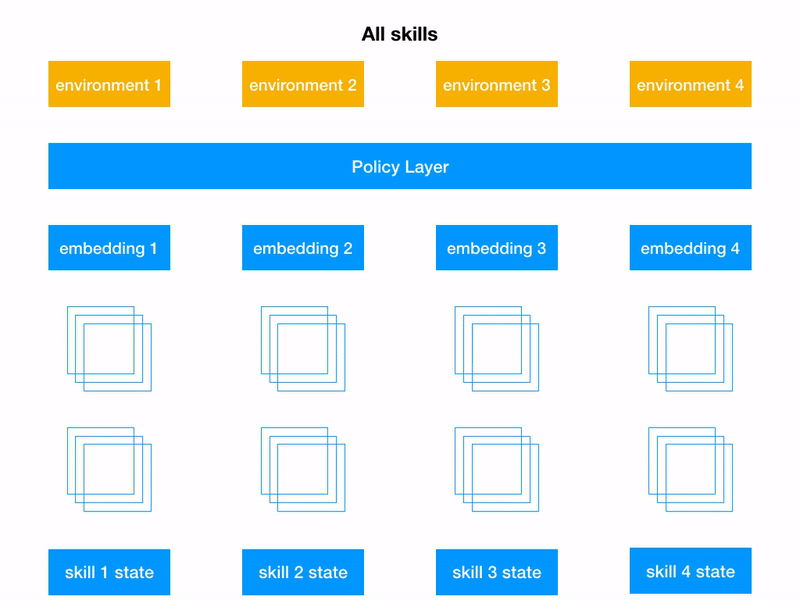 All skills
environment 1
environment 2
environment 3
environment 4
Policy Layer
embedding 1
embedding 2
embedding 3
embedding 4
skill 1 state
skill 2 state
skill 3 state
skill 4 state